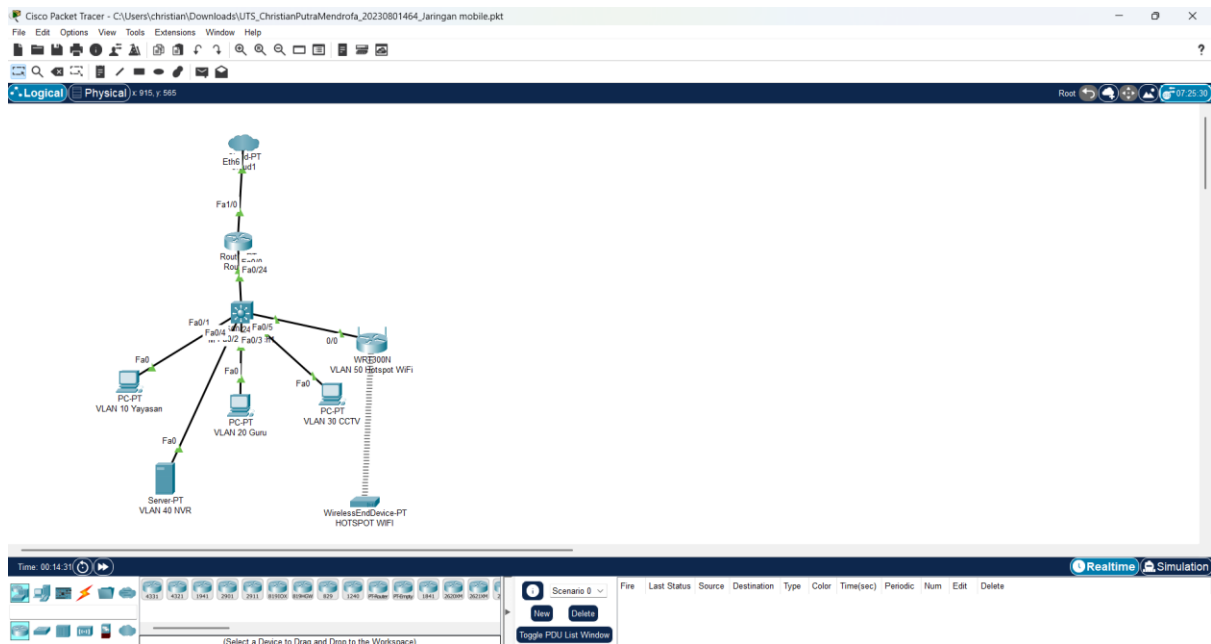 Cisco Packet Tracer - C:\Users\christian\Downloads\UTS_ChristianPutraMendrofa_20230801464_Jaringan mobile.pkt
File Edit Options View Tools Extensions Window Help
?
Logical Physical x: 915, y: 565 Root 07:25:30
d-PT
Eth6
ud1
Fa1/0
Rout
Rou
Fa0/24
Fa0/1
Fa0/4
Fa0/5
0/2 Fa0/3
0/0
WRT300N
VLAN 50 Hotspot WiFi
Fa0
PC-PT
VLAN 10 Yayasan
Fa0
PC-PT
VLAN 20 Guru
Fa0
PC-PT
VLAN 30 CCTV
Fa0
Server-PT
VLAN 40 NVR
WirelessEndDevice-PT
HOTSPOT WIFI
Time: 00:14:31 Realtime Simulation
4331 4321 1941 2901 2911 819IOX 819HGW 829 1240 PT-Router PT-Empty 1841 2620XM 2621XM
(Select a Device to Drag and Drop to the Workspace)
Scenario 0
New Delete
Toggle PDU List Window
Fire Last Status Source Destination Type Color Time(sec) Periodic Num Edit Delete